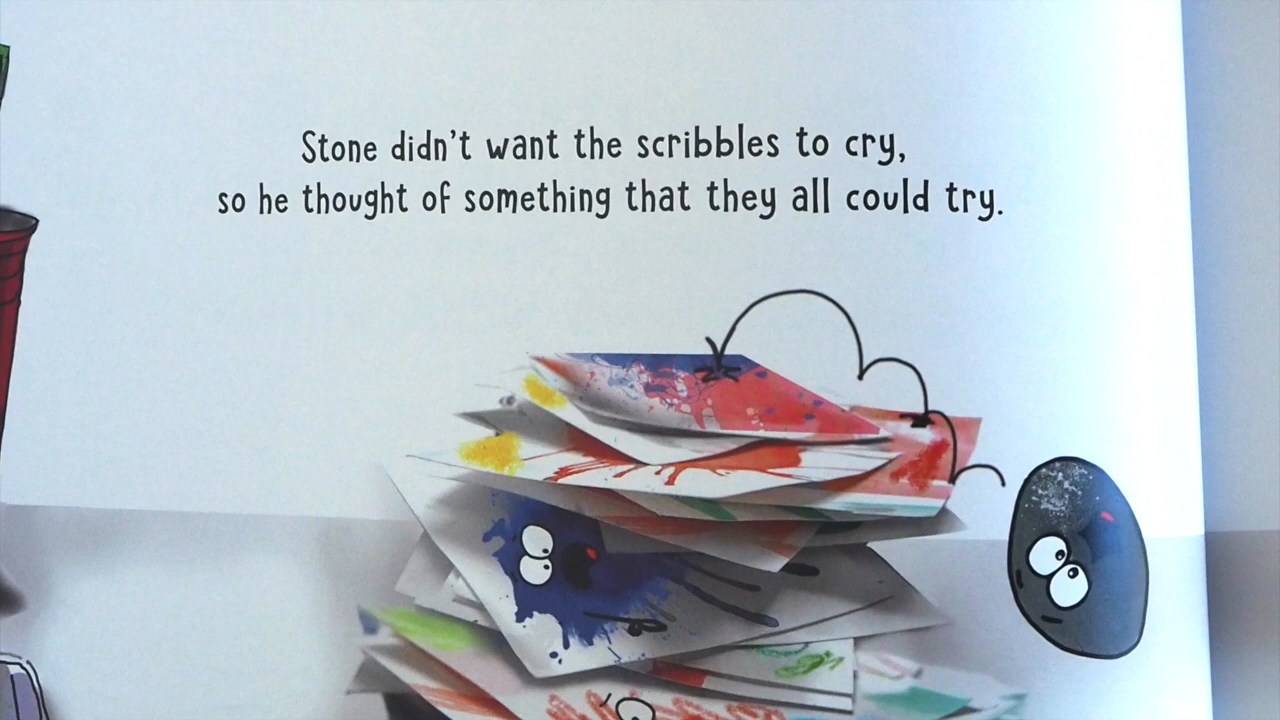 Stone didn't want the scribbles to cry,
so he thought of something that they all could try.